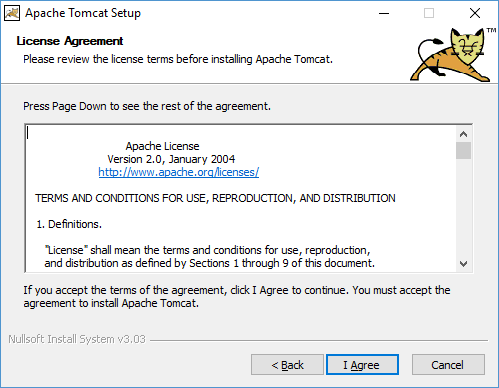 Apache Tomcat Setup
License Agreement
Please review the license terms before installing Apache Tomcat.
TM
Press Page Down to see the rest of the agreement.
Apache License
Version 2.0, January 2004
http://www.apache.org/licenses/
TERMS AND CONDITIONS FOR USE, REPRODUCTION, AND DISTRIBUTION
1. Definitions.
"License" shall mean the terms and conditions for use, reproduction,
and distribution as defined by Sections 1 through 9 of this document.
If you accept the terms of the agreement, click I Agree to continue. You must accept the
agreement to install Apache Tomcat.
Nullsoft Install System v3.03
< Back I Agree Cancel